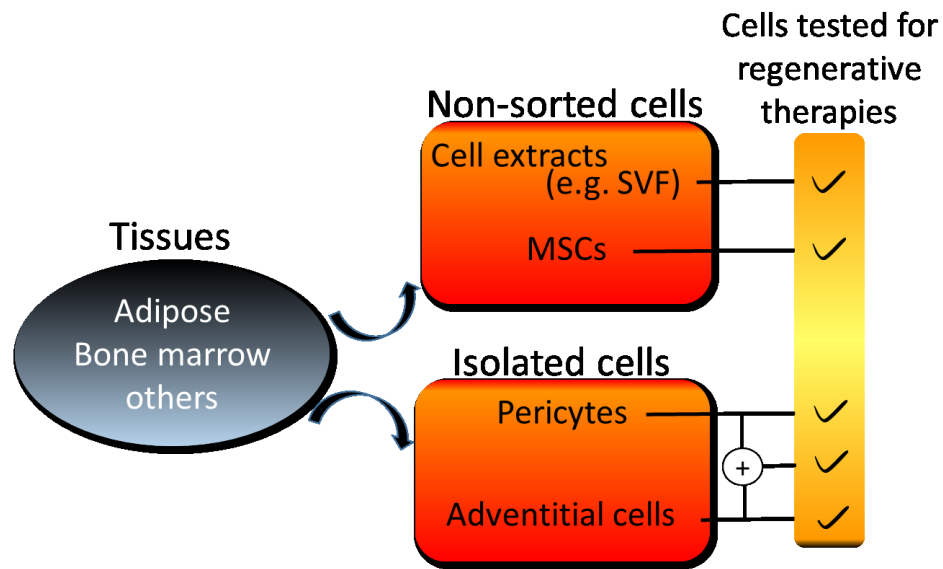 Cells tested for
regenerative
therapies
Non-sorted cells
Cell extracts
(e.g. SVF)
MSCs
Tissues
Adipose
Bone marrow
others
Isolated cells
Pericytes
+
Adventitial cells